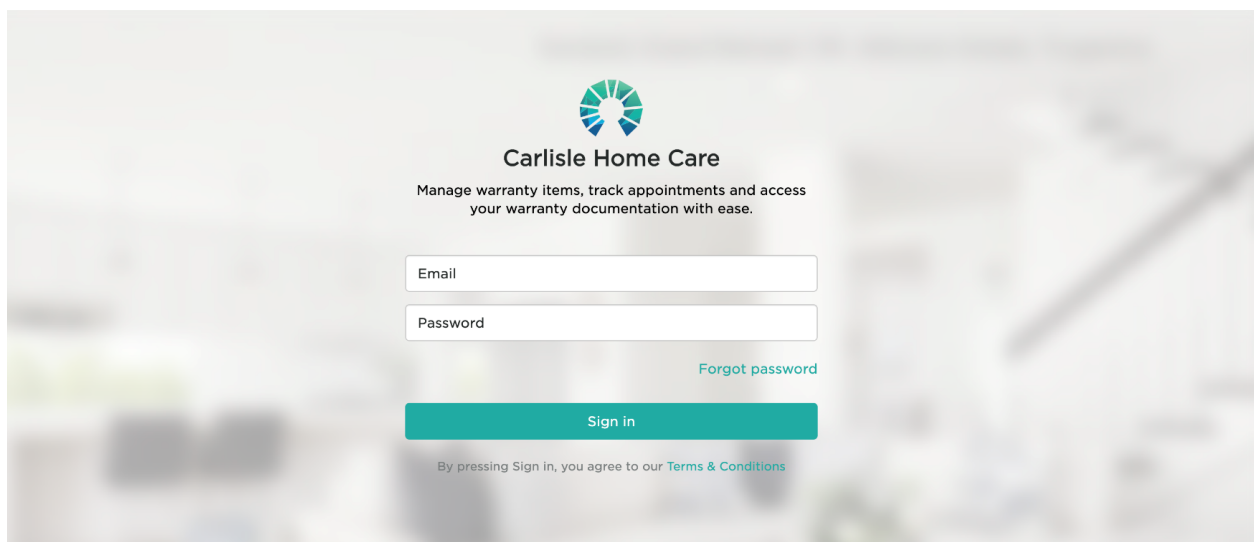 Carlisle Home Care
Manage warranty items, track appointments and access
your warranty documentation with ease.
Email
Password
Forgot password
Sign in
By pressing Sign in, you agree to our Terms & Conditions